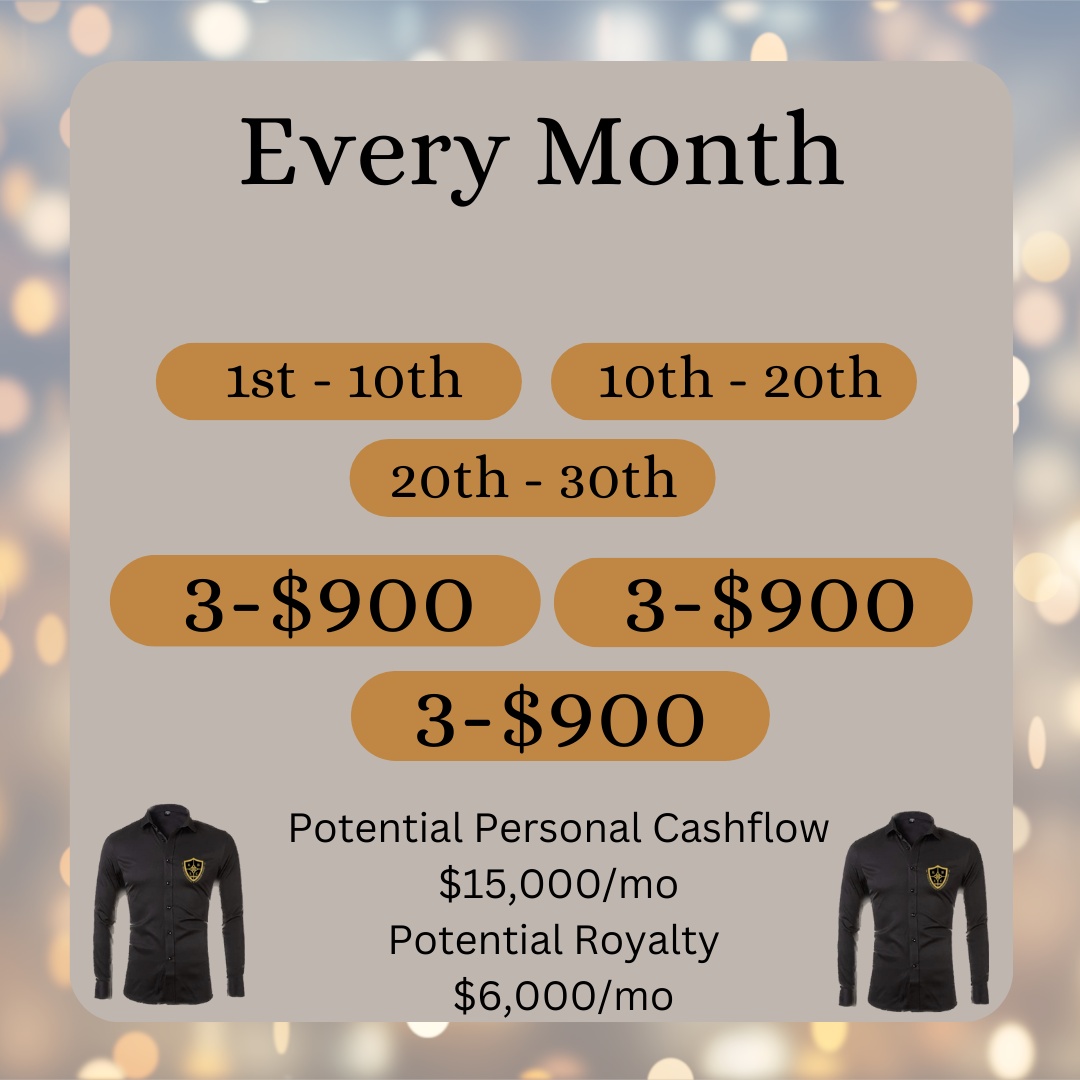 Every Month
1st - 10th
10th - 20th
20th - 30th
3-$900
3-$900
3-$900
Potential Personal Cashflow
$15,000/mo
Potential Royalty
$6,000/mo